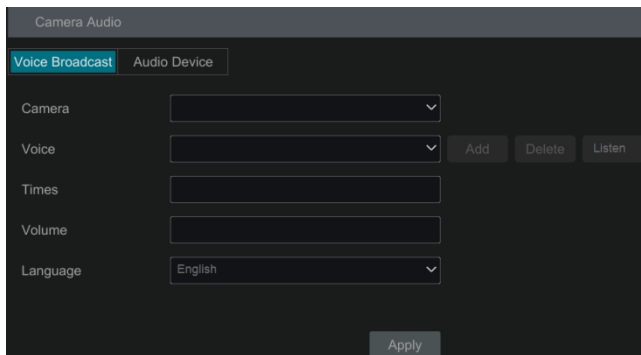 Camera Audio
Voice Broadcast Audio Device
Camera
Voice Add Delete Listen
Times
Volume
Language English
Apply